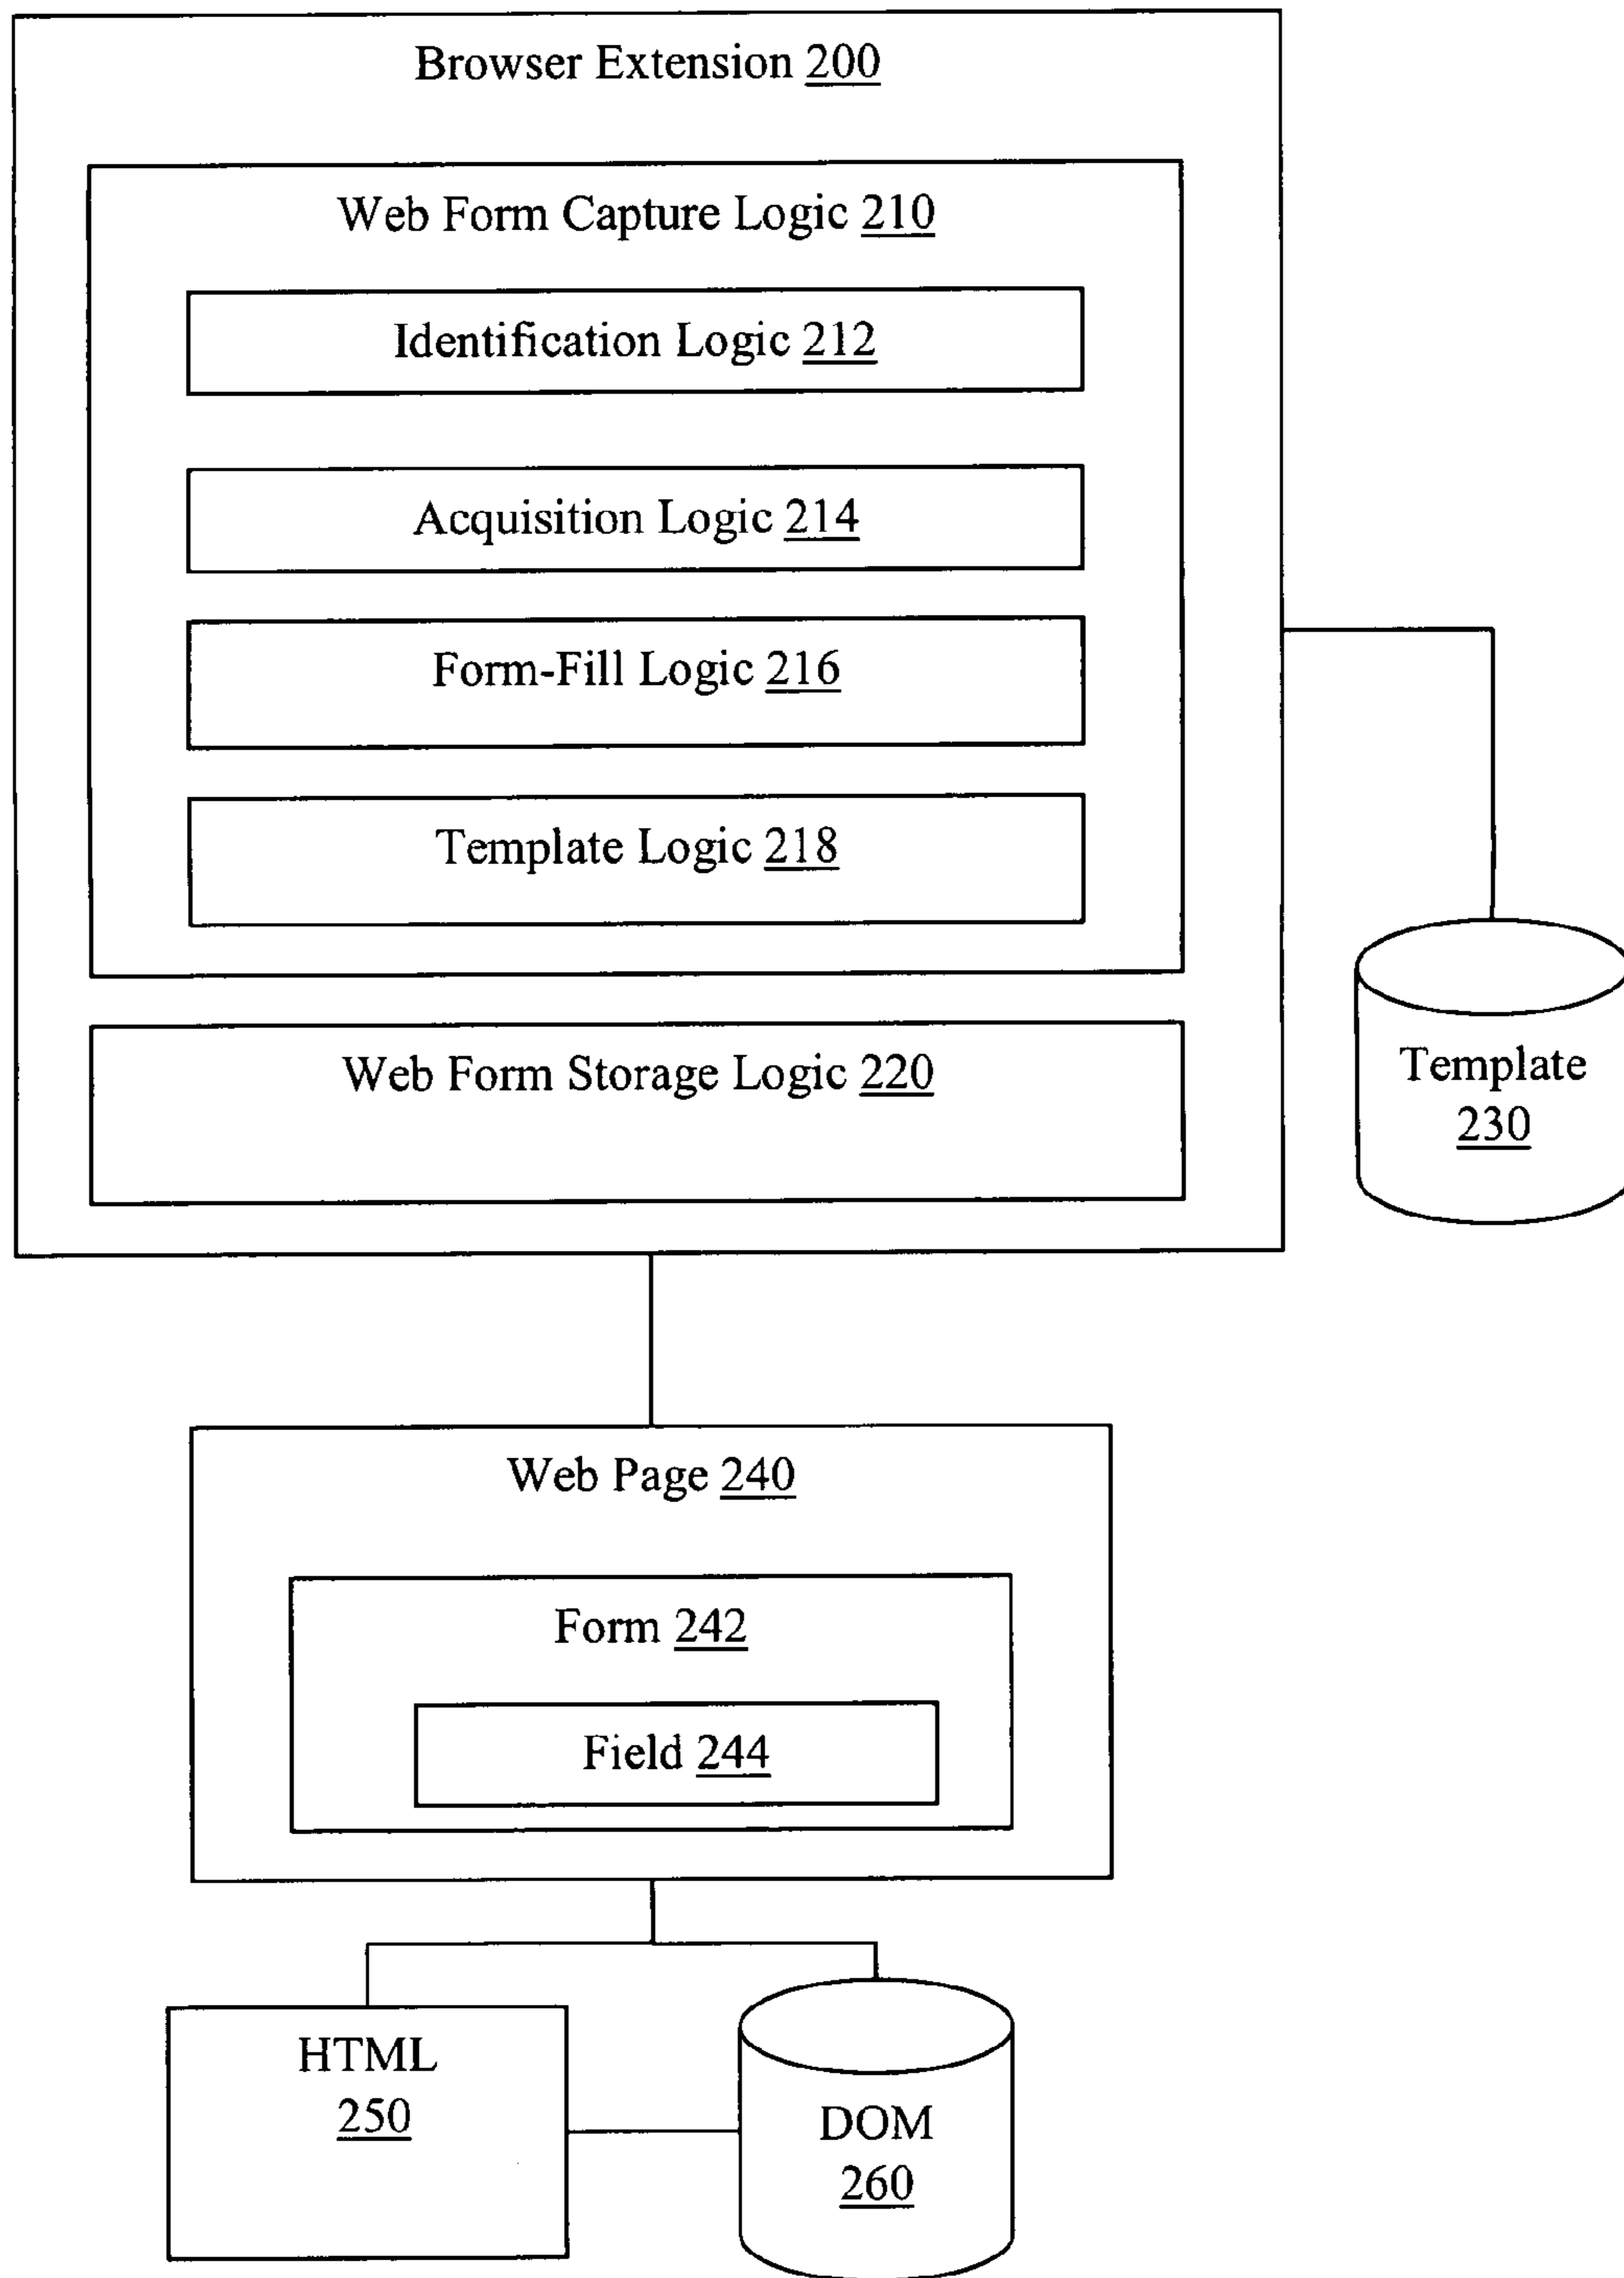 Browser Extension 200
Web Form Capture Logic 210
Identification Logic 212
Acquisition Logic 214
Form-Fill Logic 216
Template Logic 218
Web Form Storage Logic 220
Template
230
Web Page 240
Form 242
Field 244
HTML
250
DOM
260